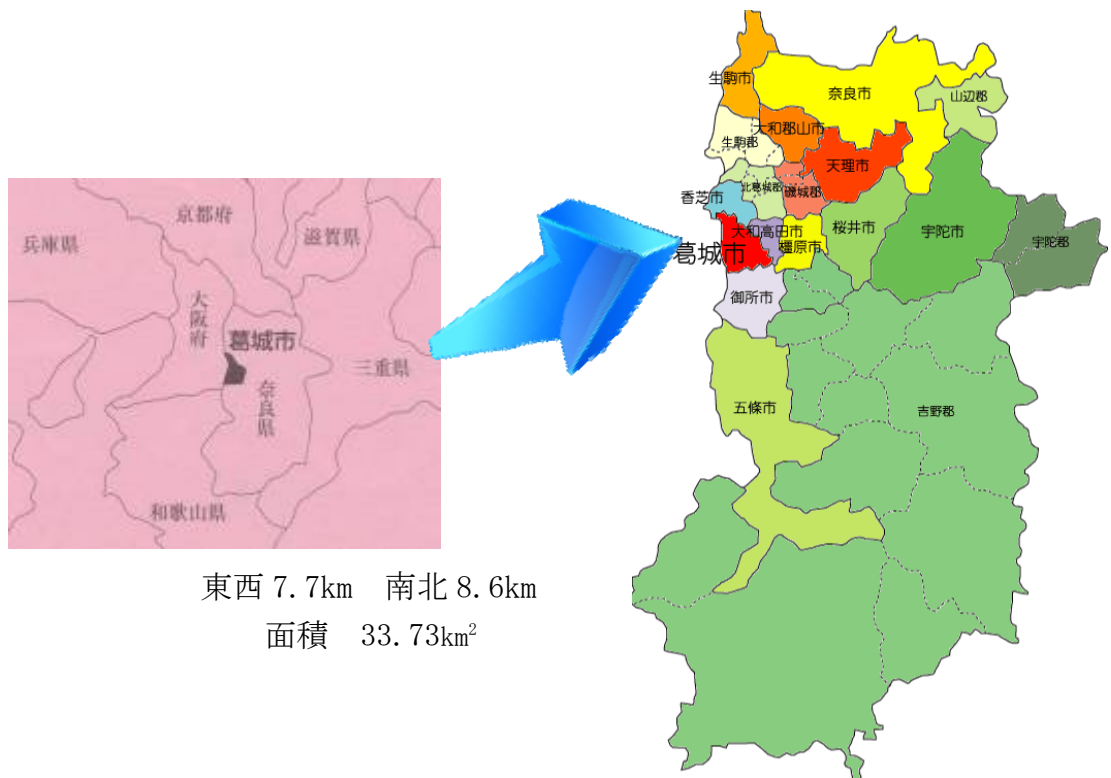 京都府
滋賀県
兵庫県
大阪府
葛城市
三重県
奈良県
和歌山県
東西 7.7km　南北 8.6km
面積　33.73km²
生駒市
奈良市
山辺郡
大和郡山市
生駒郡
天理市
北葛城郡
磯城郡
香芝市
大和高田市
桜井市
宇陀市
宇陀郡
橿原市
葛城市
御所市
五條市
吉野郡